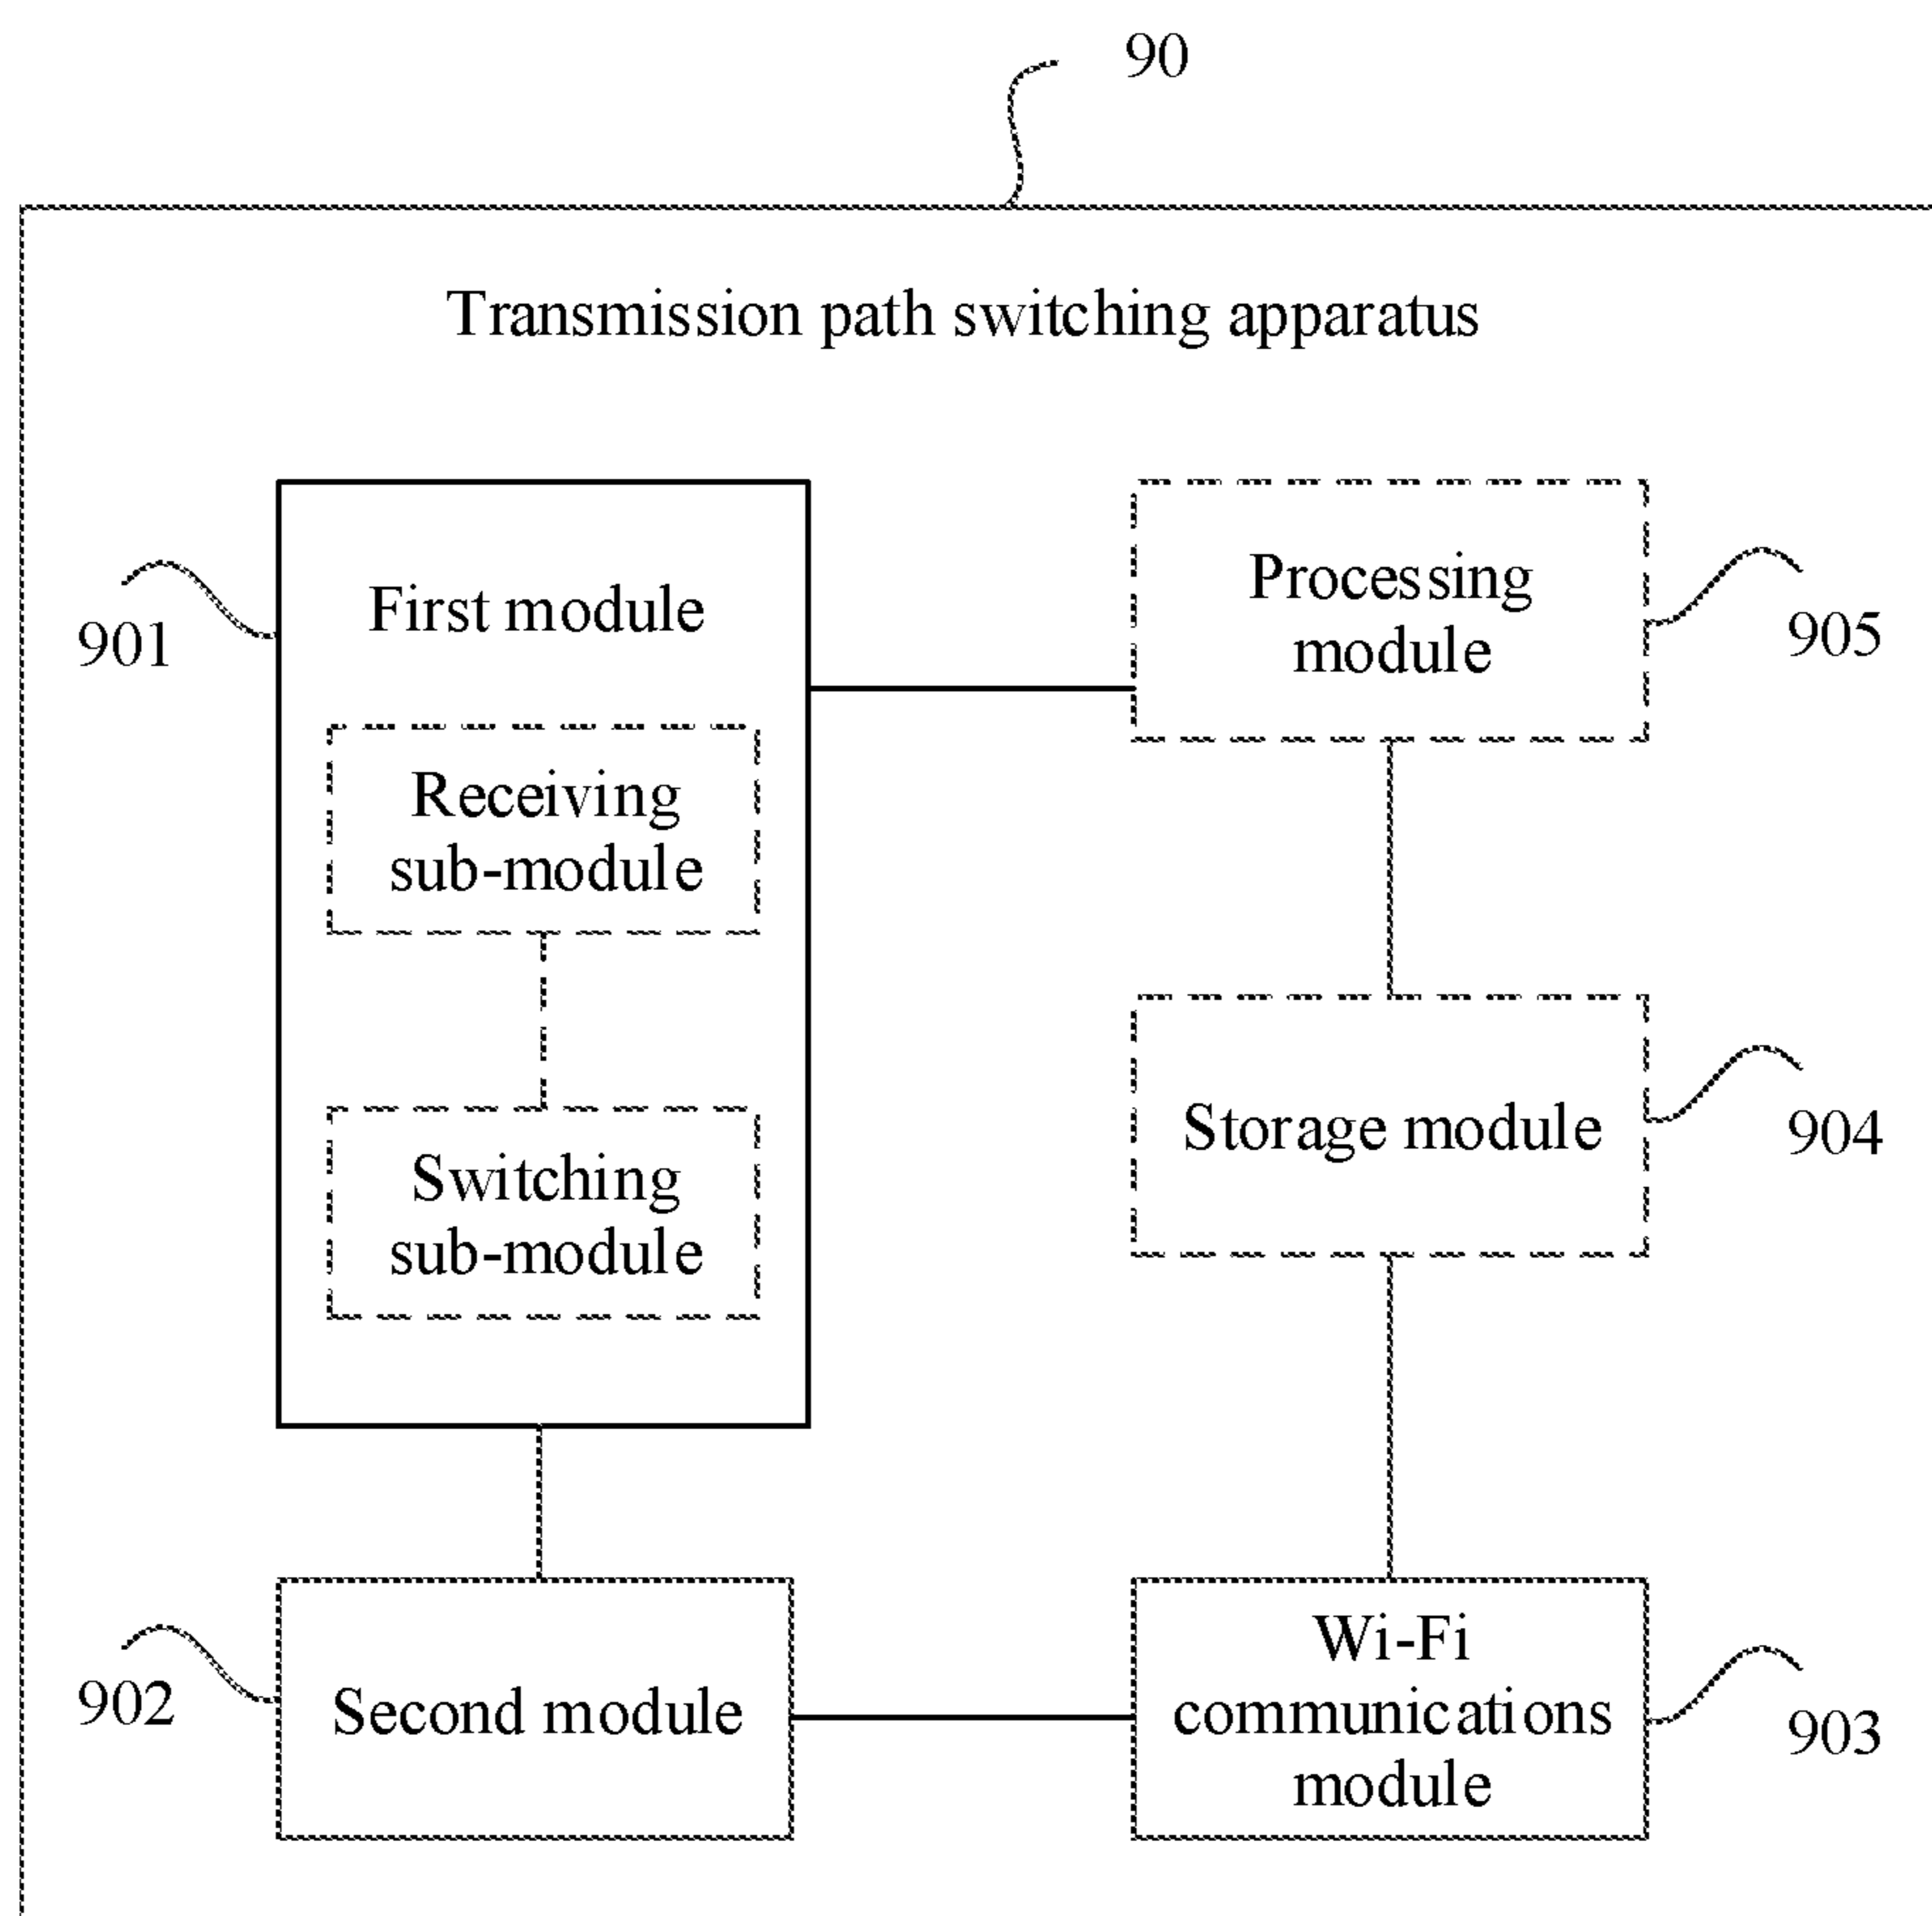 90
Transmission path switching apparatus
901
First module
Receiving
sub-module
Switching
sub-module
Processing
module
905
Storage module
904
902
Second module
Wi-Fi
communications
module
903